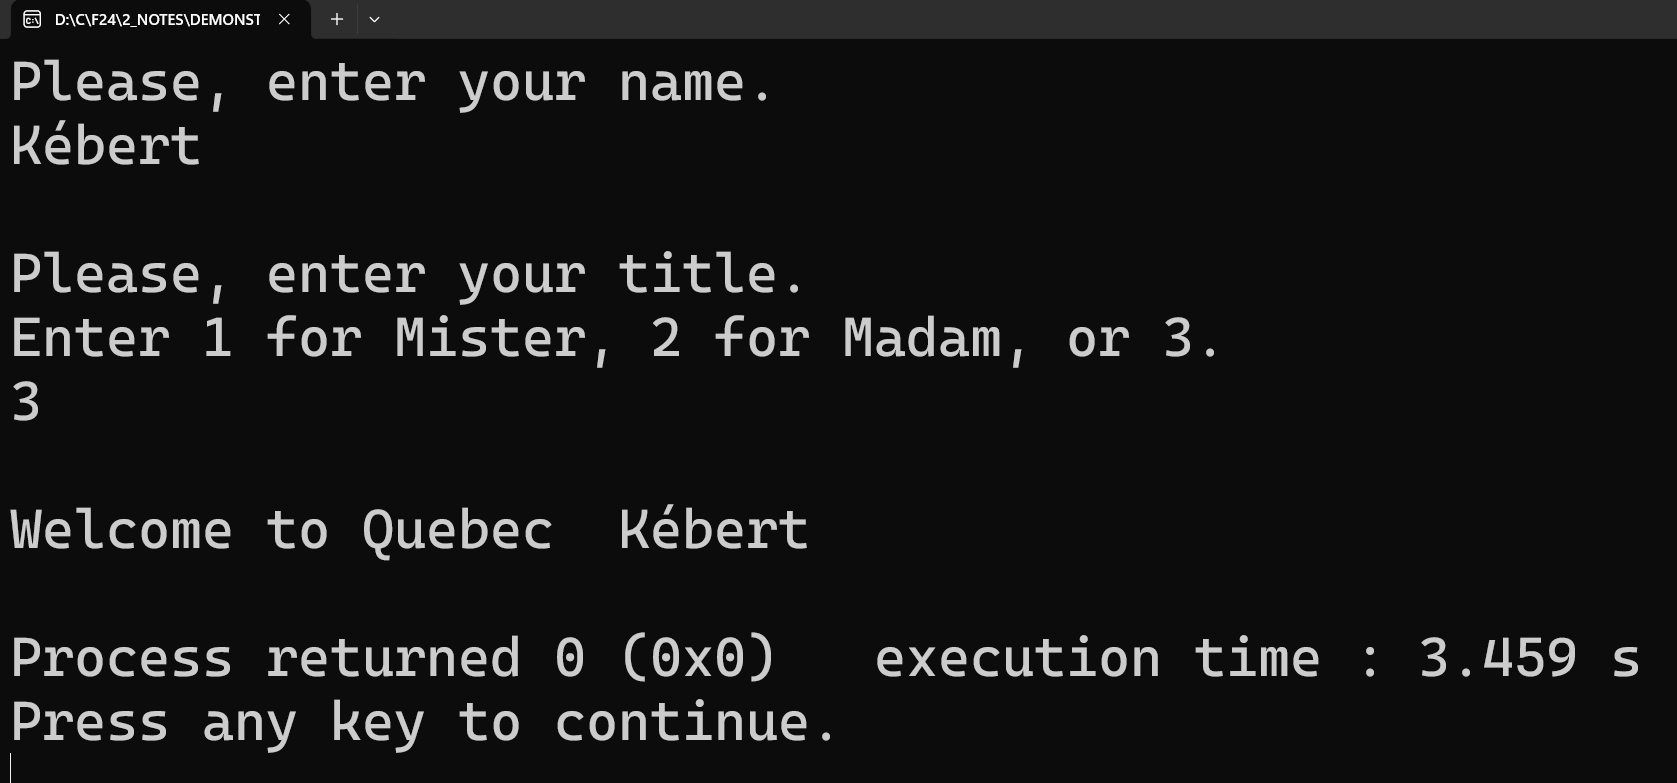 D:\C\F24\2_NOTES\DEMONST
Please, enter your name.
Kébert
Please, enter your title.
Enter 1 for Mister, 2 for Madam, or 3.
3
Welcome to Quebec  Kébert
Process returned 0 (0x0)   execution time : 3.459 s
Press any key to continue.